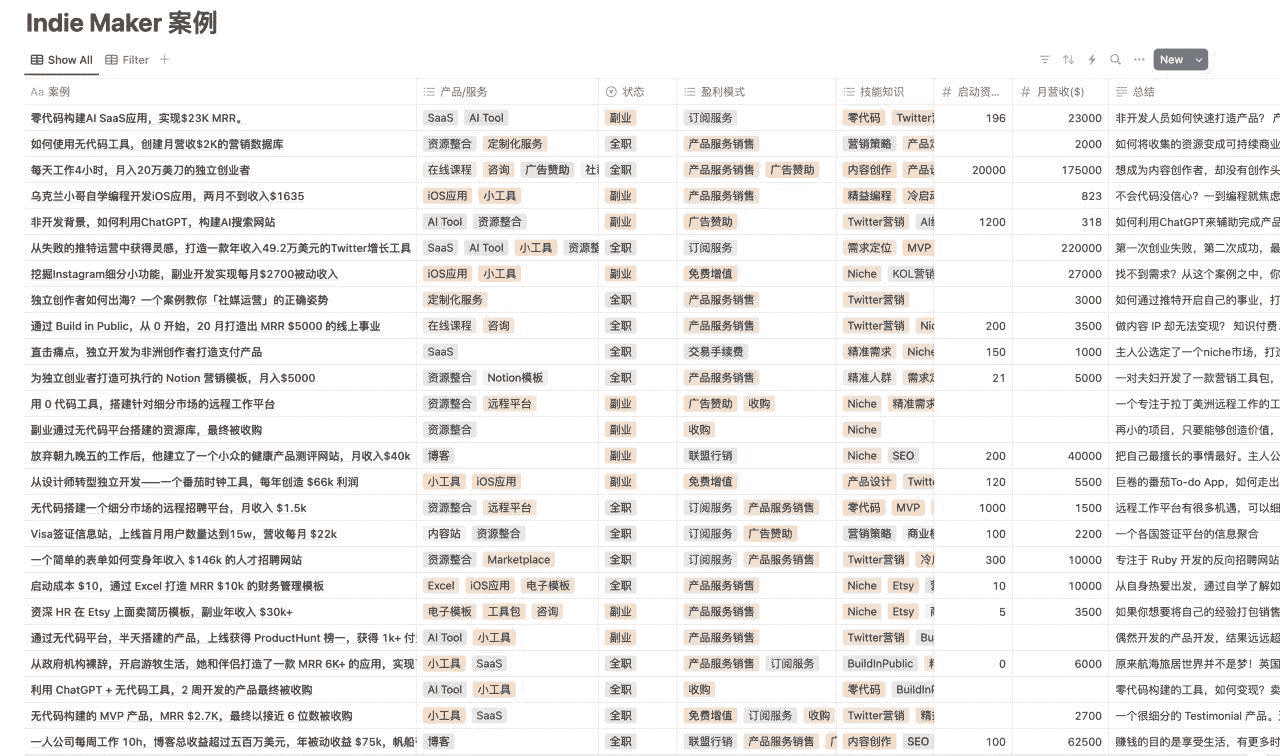 Indie Maker 案例
Show All Filter
Aa 案例 产品/服务 状态 盈利模式 技能知识 # 启动资... # 月营收($) 总结
零代码构建AI SaaS应用，实现$23K MRR。 SaaS AI Tool 副业 订阅服务 零代码 Twitter 196 23000 非开发人员如何快速打造产品？
如何使用无代码工具，创建月营收$2K的营销数据库 资源整合 定制化服务 全职 产品服务销售 营销策略 2000 如何将收集的资源变成可持续商业
每天工作4小时，月入20万美刀的独立创业者 在线课程 咨询 广告赞助 全职 产品服务销售 广告赞助 内容创作 20000 175000 想成为内容创作者，却没有创作头
乌克兰小哥自学编程开发iOS应用，两月不到收入$1635 iOS应用 小工具 副业 产品服务销售 精益编程 冷启 823 不会代码没信心？一到编程就焦虑
非开发背景，如何利用ChatGPT，构建AI搜索网站 AI Tool 资源整合 副业 广告赞助 Twitter营销 1200 318 如何利用ChatGPT来辅助完成产品
从失败的推特运营中获得灵感，打造一款年收入49.2万美元的Twitter增长工具 SaaS AI Tool 小工具 资源 全职 订阅服务 需求定位 MVP 220000 第一次创业失败，第二次成功，最
挖掘Instagram细分小功能，副业开发实现每月$2700被动收入 iOS应用 小工具 副业 免费增值 Niche KOL营销 27000 找不到需求？从这个案例之中，你
独立创作者如何出海？一个案例教你「社媒运营」的正确姿势 定制化服务 全职 产品服务销售 Twitter营销 3000 如何通过推特开启自己的事业，打
通过 Build in Public，从 0 开始，20 月打造出 MRR $5000 的线上事业 在线课程 咨询 全职 产品服务销售 Twitter营销 200 3500 做内容 IP 却无法变现？ 知识付费
直击痛点，独立开发为非洲创作者打造支付产品 SaaS 全职 交易手续费 精准需求 Niche 150 1000 主人公选定了一个niche市场，打造
为独立创业者打造可执行的 Notion 营销模板，月入$5000 资源整合 Notion模板 全职 产品服务销售 精准人群 21 5000 一对夫妇开发了一款营销工具包，
用 0 代码工具，搭建针对细分市场的远程工作平台 资源整合 远程平台 副业 广告赞助 收购 Niche 精准需求 一个专注于拉丁美洲远程工作的工
副业通过无代码平台搭建的资源库，最终被收购 资源整合 副业 收购 Niche 再小的项目，只要能够创造价值，
放弃朝九晚五的工作后，他建立了一个小众的健康产品测评网站，月收入$40k 博客 副业 联盟行销 Niche SEO 200 40000 把自己最擅长的事情最好。主人公
从设计师转型独立开发——一个番茄时钟工具，每年创造 $66k 利润 小工具 iOS应用 副业 免费增值 产品设计 120 5500 巨卷的番茄To-do App，如何走出
无代码搭建一个细分市场的远程招聘平台，月收入 $1.5k 资源整合 远程平台 全职 订阅服务 产品服务销售 零代码 MVP 1000 1500 远程工作平台有很多机遇，可以细
Visa签证信息站，上线首月用户数量达到15w，营收每月 $22k 内容站 资源整合 全职 订阅服务 广告赞助 营销策略 商业 100 2200 一个各国签证平台的信息聚合
一个简单的表单如何变身年收入 $146k 的人才招聘网站 资源整合 Marketplace 全职 订阅服务 产品服务销售 Twitter营销 300 10000 专注于 Ruby 开发的反向招聘网站
启动成本 $10，通过 Excel 打造 MRR $10k 的财务管理模板 Excel iOS应用 电子模板 全职 产品服务销售 Niche Etsy 10 10000 从自身热爱出发，通过自学了解如
资深 HR 在 Etsy 上面卖简历模板，副业年收入 $30k+ 电子模板 工具包 咨询 副业 产品服务销售 Niche Etsy 5 3500 如果你想要将自己的经验打包销售
通过无代码平台，半天搭建的产品，上线获得 ProductHunt 榜一，获得 1k+ 付 AI Tool 小工具 副业 产品服务销售 Twitter营销 Bu 偶然开发的产品开发，结果远远超
从政府机构裸辞，开启游牧生活，她和伴侣打造了一款 MRR 6K+ 的应用，实现 小工具 SaaS 全职 产品服务销售 订阅服务 BuildInPublic 0 6000 原来航海旅居世界并不是梦！英国
利用 ChatGPT + 无代码工具，2 周开发的产品最终被收购 AI Tool 小工具 全职 收购 零代码 BuildInP 零代码构建的工具，如何变现？卖
无代码构建的 MVP 产品，MRR $2.7K，最终以接近 6 位数被收购 小工具 SaaS 全职 免费增值 订阅服务 收购 Twitter营销 2700 一个很细分的 Testimonial 产品。
一人公司每周工作 10h，博客总收益超过五百万美元，年被动收益 $75k，帆船 博客 全职 联盟行销 产品服务销售 内容创作 SEO 100 62500 赚钱的目的是享受生活，有更多时
New